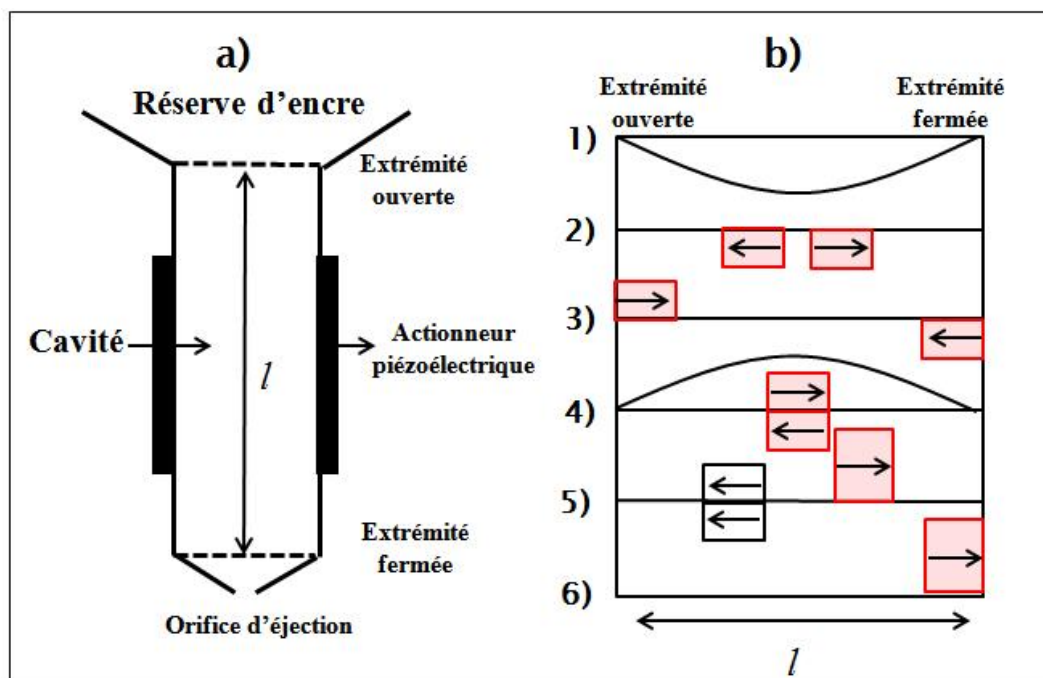 a)
Réserve d'encre
Extrémité
ouverte
Cavité
l
Actionneur
piézoélectrique
Extrémité
fermée
Orifice d'éjection
b)
Extrémité
ouverte
Extrémité
fermée
1)
2)
3)
4)
5)
6)
l